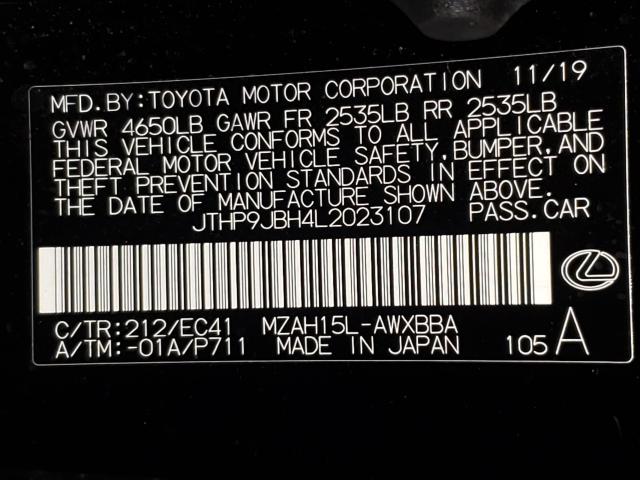 MFD.BY:TOYOTA MOTOR CORPORATION 11/19
GVWR 4650LB GAWR FR 2535LB RR 2535LB
THIS VEHICLE CONFORMS TO ALL APPLICABLE
FEDERAL MOTOR VEHICLE SAFETY,BUMPER,AND
THEFT PREVENTION STANDARDS IN EFFECT ON
THE DATE OF MANUFACTURE SHOWN ABOVE.
JTHP9JBH4L2023107 PASS.CAR
C/TR:212/EC41 MZAH15L-AWXBBA
A/TM:-01A/P711 MADE IN JAPAN 105 A